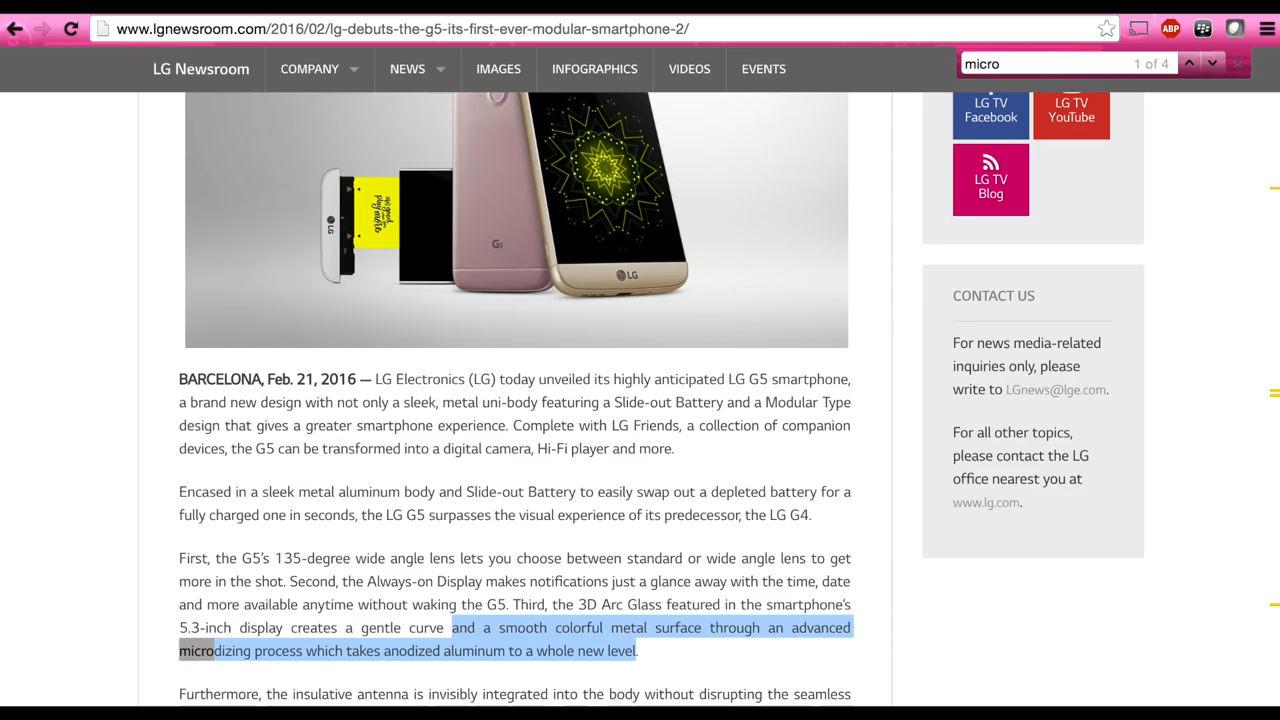 www.lgnewsroom.com/2016/02/lg-debuts-the-g5-its-first-ever-modular-smartphone-2/
ABP
LG Newsroom
COMPANY
NEWS
IMAGES
INFOGRAPHICS
VIDEOS
EVENTS
micro
1 of 4
LG
G5
LG
LG TV
Facebook
LG TV
YouTube
LG TV
Blog
CONTACT US
For news media-related
inquiries only, please
write to LGnews@lge.com.
For all other topics,
please contact the LG
office nearest you at
www.lg.com.
BARCELONA, Feb. 21, 2016 — LG Electronics (LG) today unveiled its highly anticipated LG G5 smartphone,
a brand new design with not only a sleek, metal uni-body featuring a Slide-out Battery and a Modular Type
design that gives a greater smartphone experience. Complete with LG Friends, a collection of companion
devices, the G5 can be transformed into a digital camera, Hi-Fi player and more.
Encased in a sleek metal aluminum body and Slide-out Battery to easily swap out a depleted battery for a
fully charged one in seconds, the LG G5 surpasses the visual experience of its predecessor, the LG G4.
First, the G5's 135-degree wide angle lens lets you choose between standard or wide angle lens to get
more in the shot. Second, the Always-on Display makes notifications just a glance away with the time, date
and more available anytime without waking the G5. Third, the 3D Arc Glass featured in the smartphone's
5.3-inch display creates a gentle curve and a smooth colorful metal surface through an advanced
microdizing process which takes anodized aluminum to a whole new level.
Furthermore, the insulative antenna is invisibly integrated into the body without disrupting the seamless